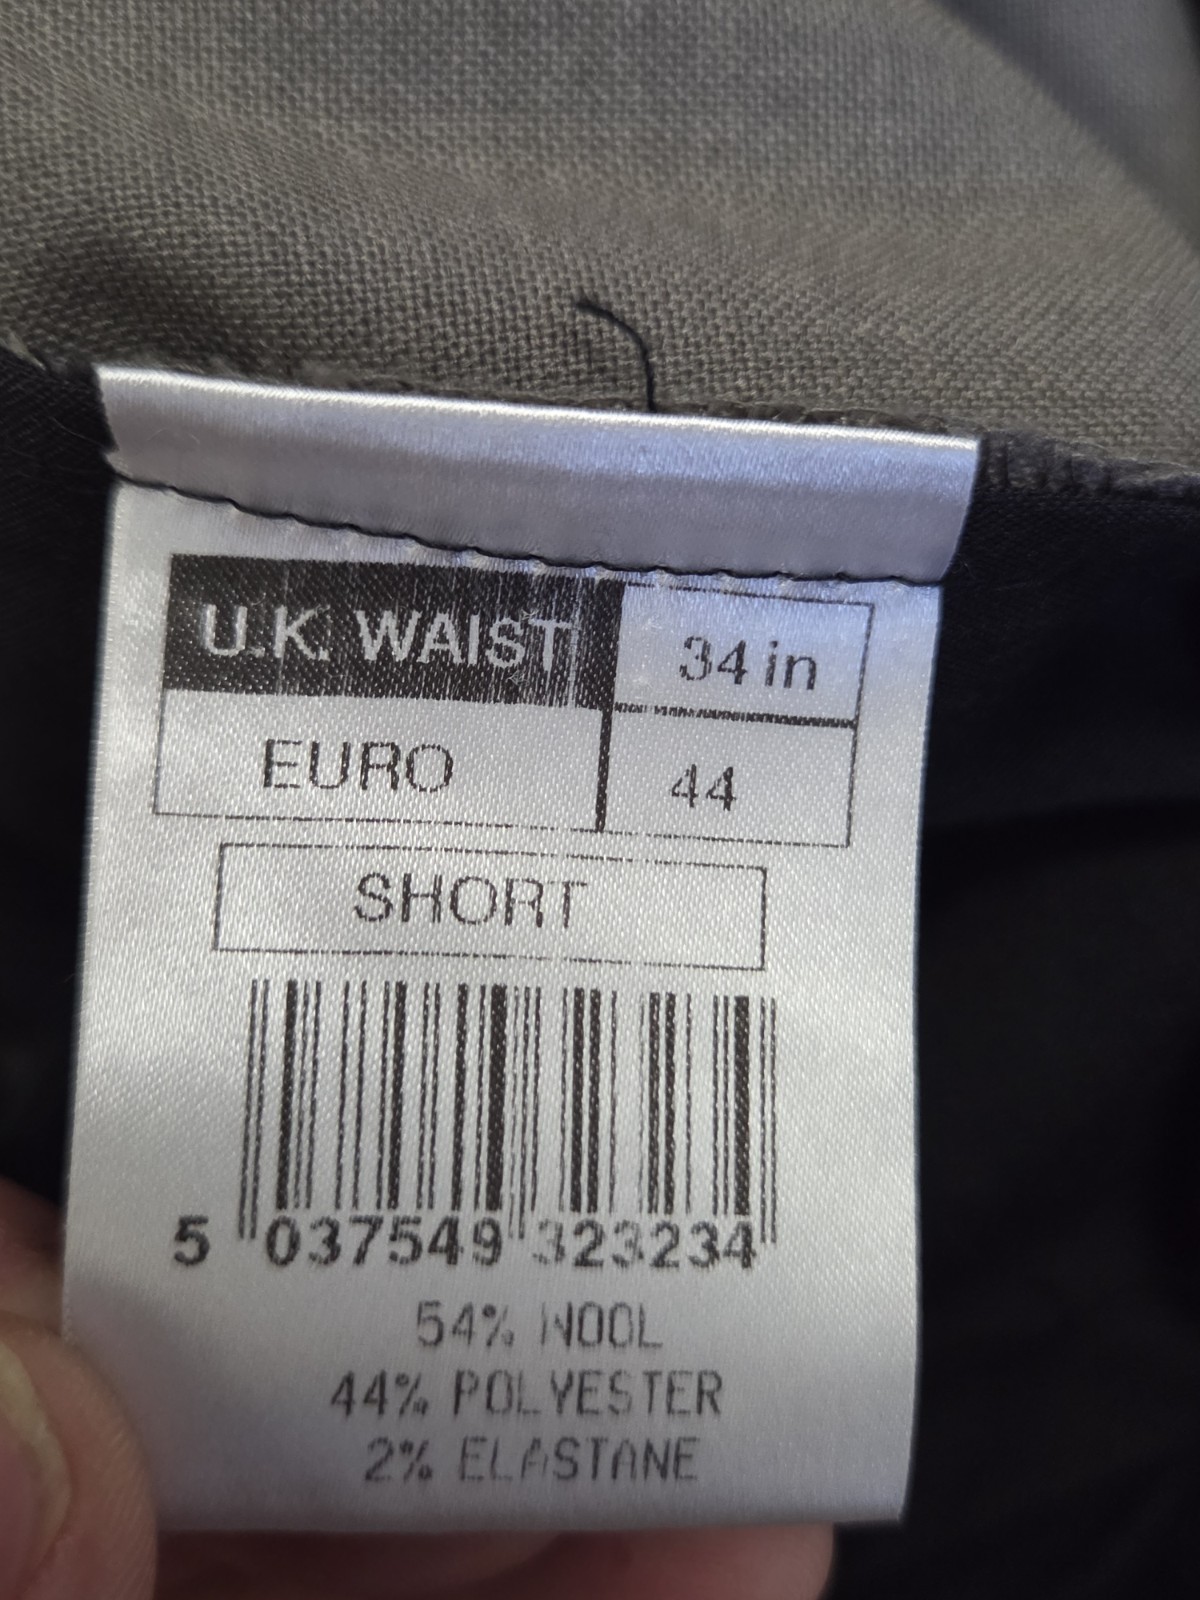 U.K. WAIST 34 in
EURO 44
SHORT
5 037549 323234
54% WOOL
44% POLYESTER
2% ELASTANE